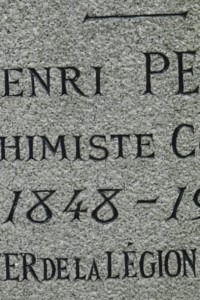 ENRI PE
HIMISTE C
1848-1
ER DE LA LÉGION